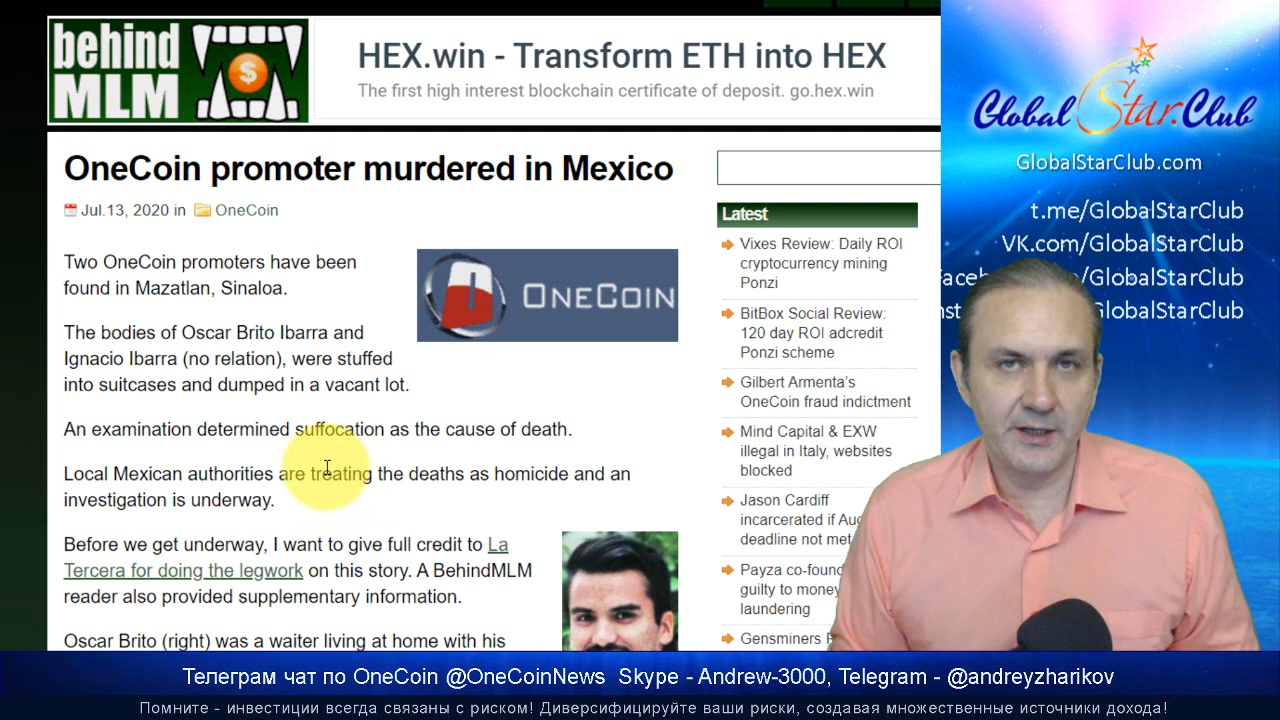 behind
MLM
HEX.win - Transform ETH into HEX
The first high interest blockchain certificate of deposit. go.hex.win
OneCoin promoter murdered in Mexico
Jul.13, 2020 in OneCoin
Two OneCoin promoters have been
found in Mazatlan, Sinaloa.
ONECOIN
The bodies of Oscar Brito Ibarra and
Ignacio Ibarra (no relation), were stuffed
into suitcases and dumped in a vacant lot.
An examination determined suffocation as the cause of death.
Local Mexican authorities are treating the deaths as homicide and an
investigation is underway.
Before we get underway, I want to give full credit to La
Tercera for doing the legwork on this story. A BehindMLM
reader also provided supplementary information.
Oscar Brito (right) was a waiter living at home with his
Latest
Vixes Review: Daily ROI
cryptocurrency mining
Ponzi
BitBox Social Review:
120 day ROI adcredit
Ponzi scheme
Gilbert Armenta's
OneCoin fraud indictment
Mind Capital & EXW
illegal in Italy, websites
blocked
Jason Cardiff
incarcerated if
deadline not met
Payza
guilty to
laundering
Gensminers
Global Star.Club
GlobalStarClub.com
t.me/GlobalStarClub
VK.com/GlobalStarClub
/GlobalStarClub
/GlobalStarClub
Телеграм чат по OneCoin @OneCoinNews Skype - Andrew-3000, Telegram - @andreyzharikov
Помните - инвестиции всегда связаны с риском! Диверсифицируйте ваши риски, создавая множественные источники дохода!